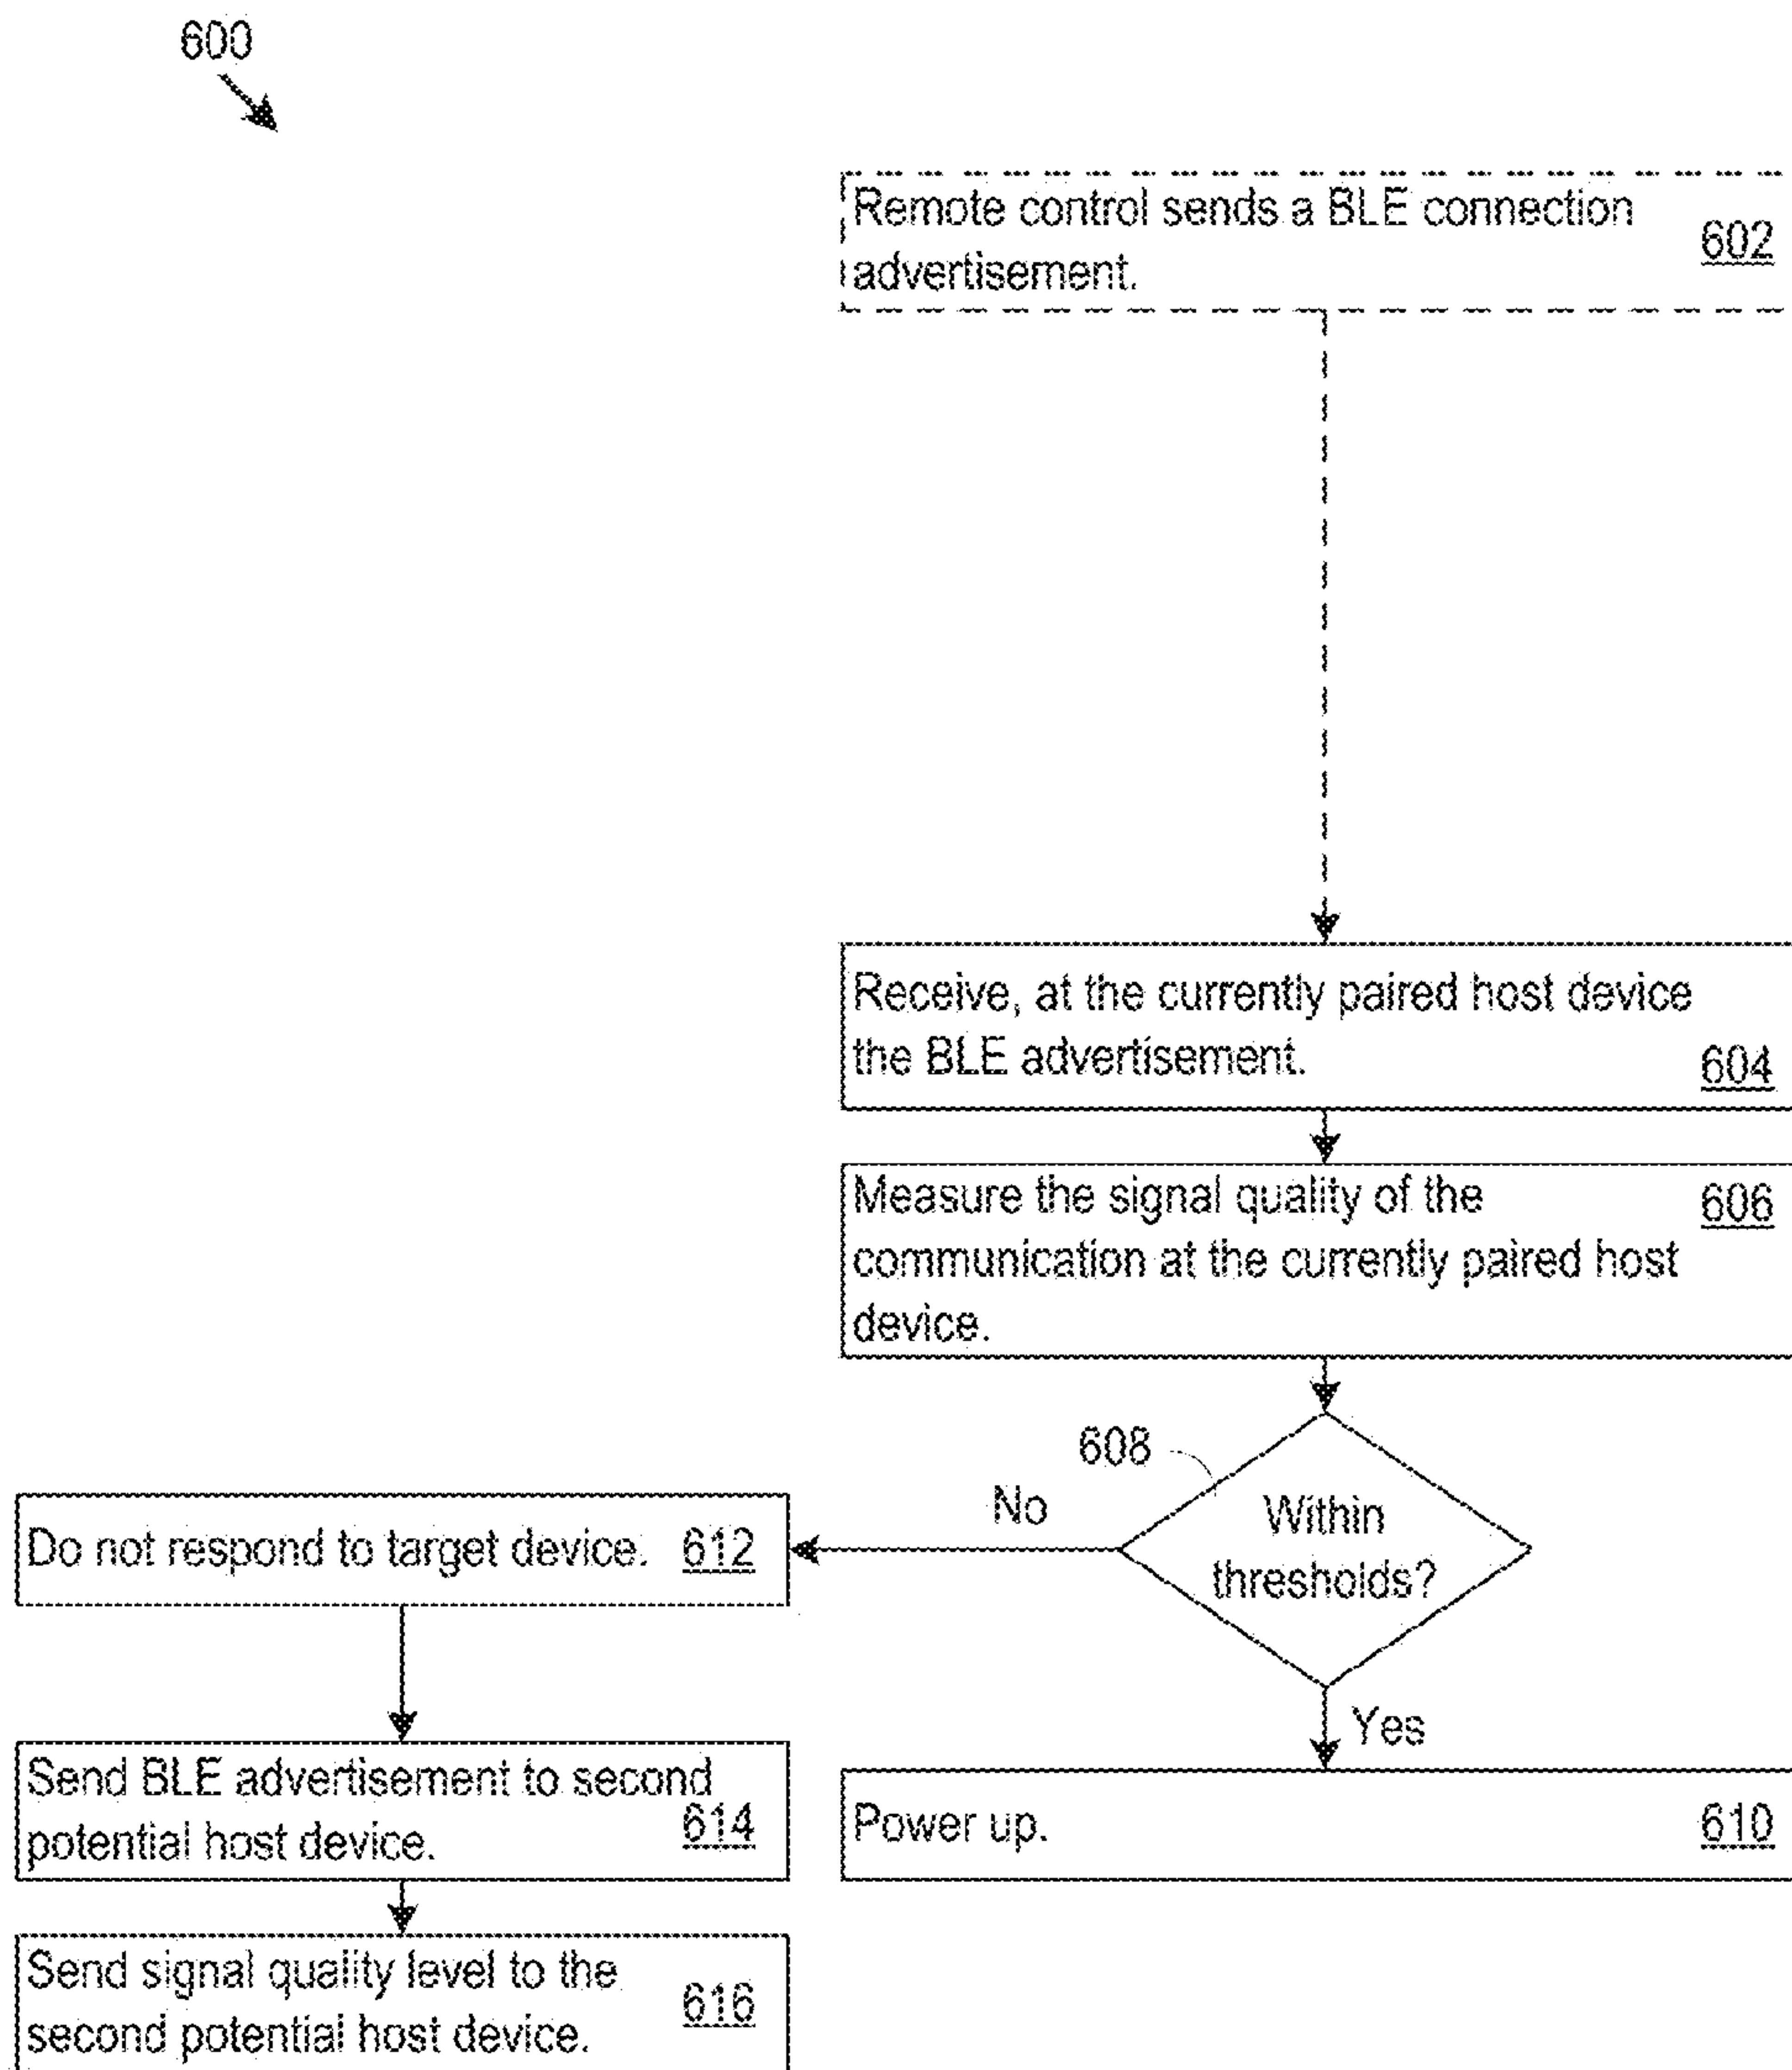 600
Remote control sends a BLE connection
advertisement.
602
Receive, at the currently paired host device
the BLE advertisement.
604
Measure the signal quality of the
communication at the currently paired host
device.
606
608
Within
thresholds?
No
Yes
Do not respond to target device. 612
Power up. 610
Send BLE advertisement to second
potential host device.
614
Send signal quality level to the
second potential host device.
616